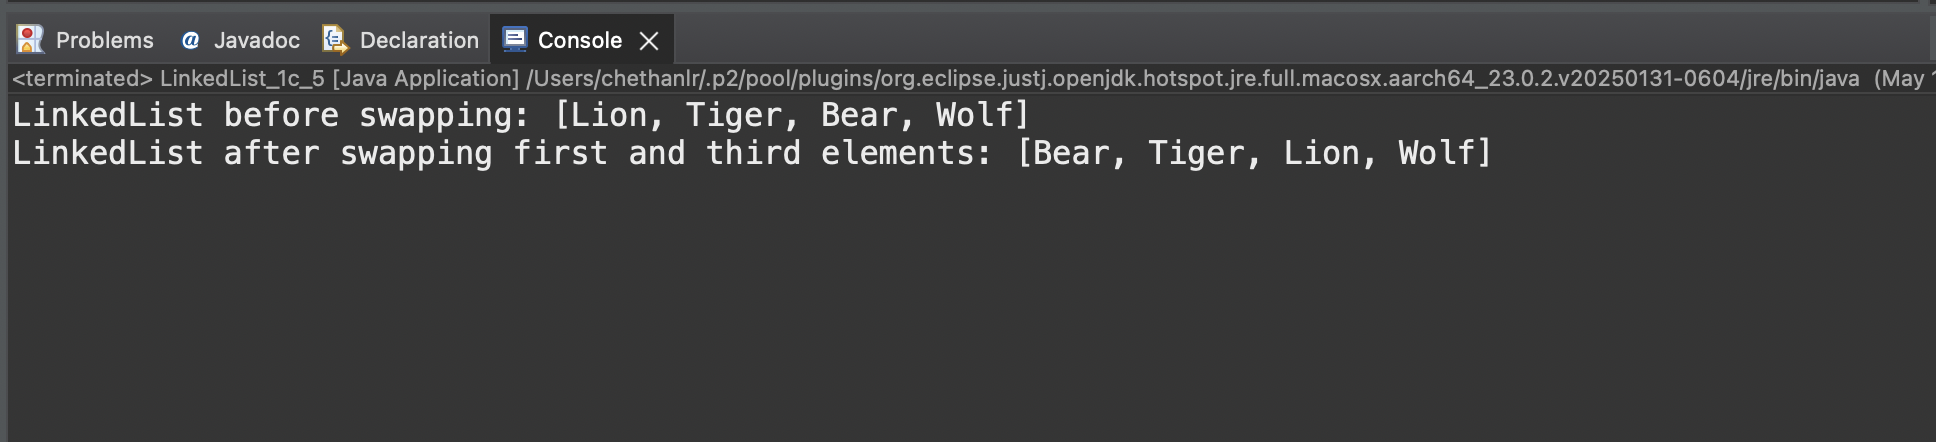 Problems @ Javadoc Declaration Console
<terminated> LinkedList_1c_5 [Java Application] /Users/chethanlr/.p2/pool/plugins/org.eclipse.justj.openjdk.hotspot.jre.full.macosx.aarch64_23.0.2.v20250131-0604/jre/bin/java (May
LinkedList before swapping: [Lion, Tiger, Bear, Wolf]
LinkedList after swapping first and third elements: [Bear, Tiger, Lion, Wolf]